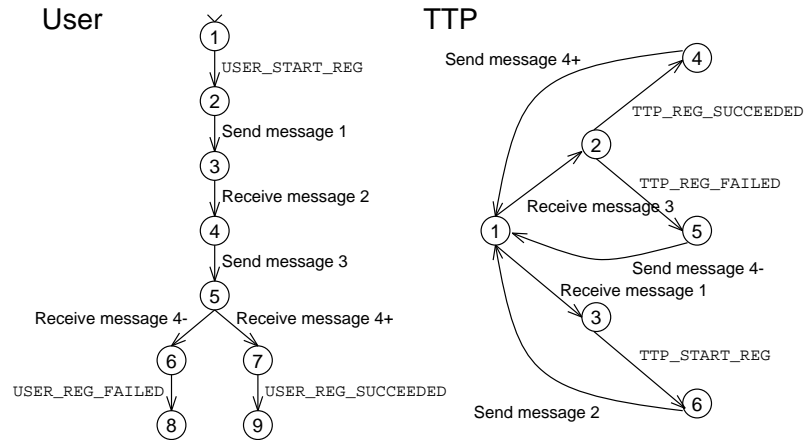 User
1
USER_START_REG
2
Send message 1
3
Receive message 2
4
Send message 3
5
Receive message 4-
Receive message 4+
6
7
USER_REG_FAILED
USER_REG_SUCCEEDED
8
9
TTP
Send message 4+
4
TTP_REG_SUCCEEDED
2
TTP_REG_FAILED
Receive message 3
1
5
Send message 4-
Receive message 1
3
TTP_START_REG
6
Send message 2